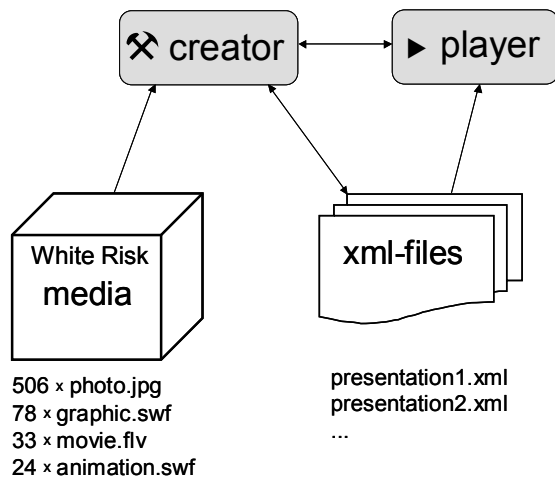 ⚒ creator
▶ player
White Risk
media
xml-files
506 × photo.jpg
78 × graphic.swf
33 × movie.flv
24 × animation.swf
presentation1.xml
presentation2.xml
...